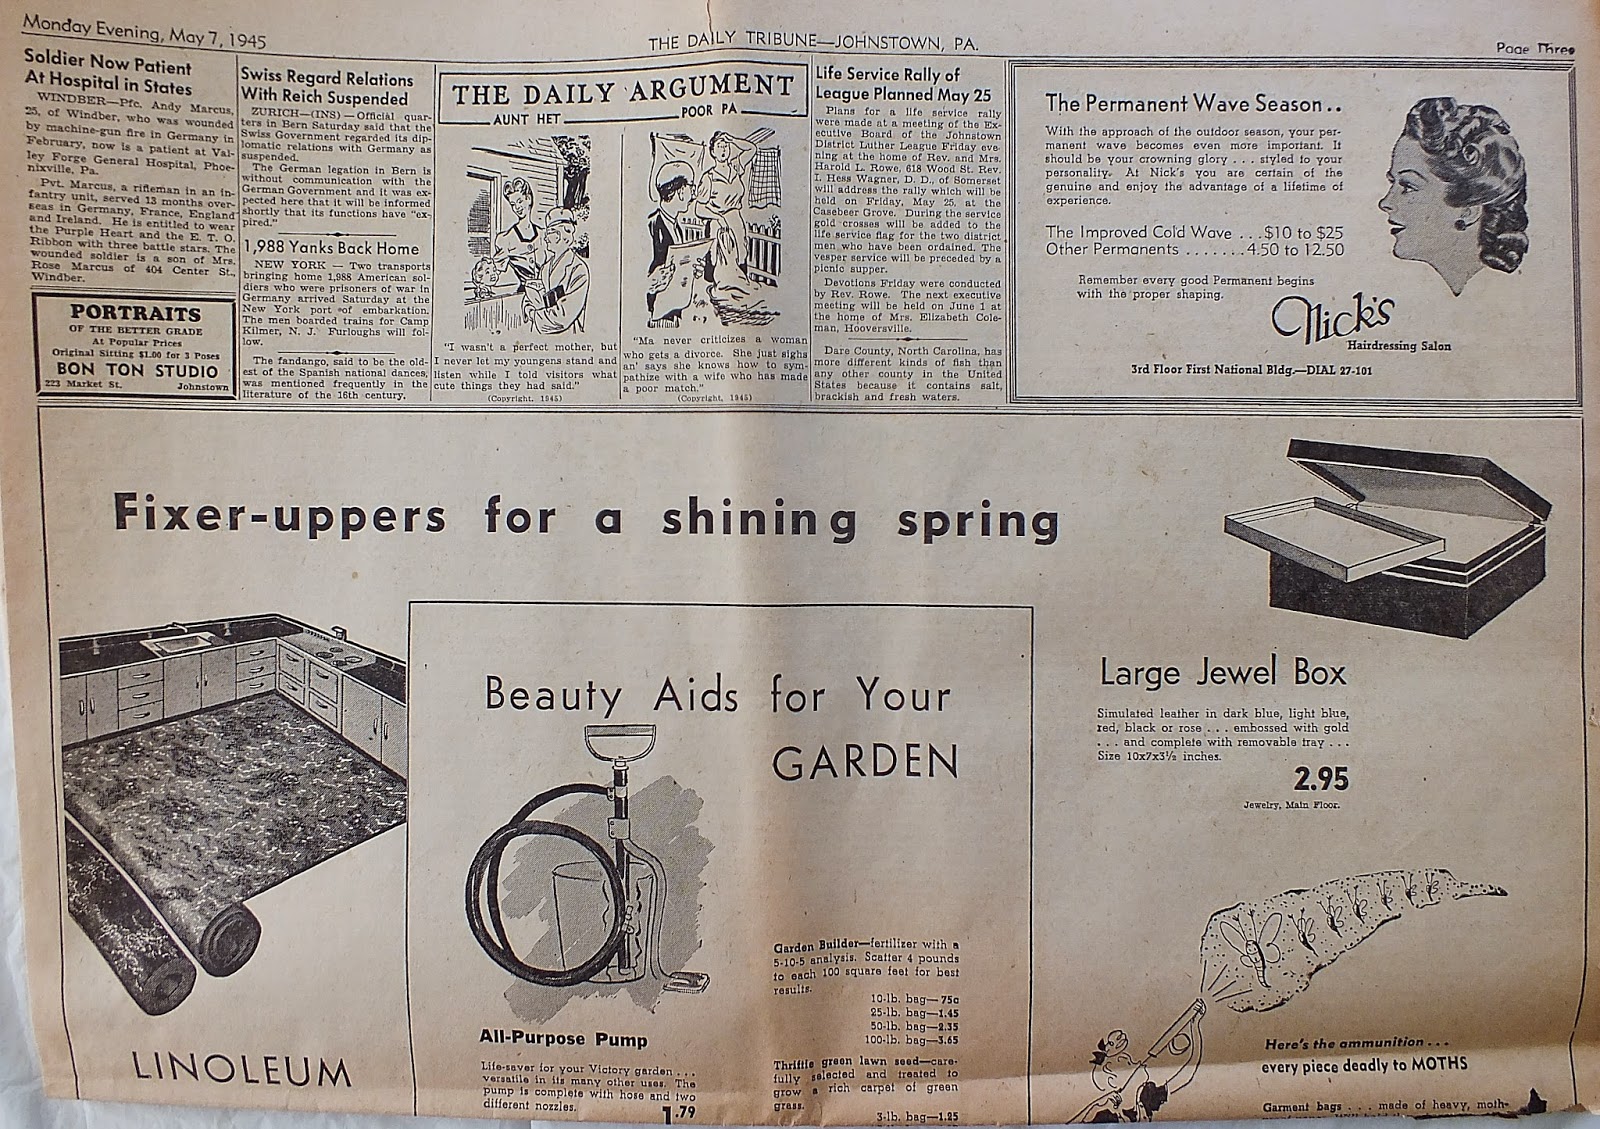 Monday Evening, May 7, 1945
THE DAILY TRIBUNE—JOHNSTOWN, PA.
Page Three
Soldier Now Patient
At Hospital in States
WINDBER—Pfc. Andy Marcus,
25, of Windber, who was wounded
by machine-gun fire in Germany in
February, now is a patient at Val-
ley Forge General Hospital, Phoe-
nixville, Pa.
Pvt. Marcus, a rifleman in an in-
fantry unit, served 13 months over-
seas in Germany, France, England
and Ireland. He is entitled to wear
the Purple Heart and the E. T. O.
Ribbon with three battle stars. The
wounded soldier is a son of Mrs.
Rose Marcus of 404 Center St.,
Windber.
PORTRAITS
OF THE BETTER GRADE
At Popular Prices
Original Sitting $1.00 for 3 Poses
BON TON STUDIO
223 Market St. Johnstown
Swiss Regard Relations
With Reich Suspended
ZURICH—(INS)—Official quar-
ters in Bern Saturday said that the
Swiss Government regarded its dip-
lomatic relations with Germany as
suspended.
The German legation in Bern is
without communication with the
German Government and it was ex-
pected here that it will be informed
shortly that its functions have "ex-
pired."
1,988 Yanks Back Home
NEW YORK — Two transports
bringing home 1,988 American sol-
diers who were prisoners of war in
Germany arrived Saturday at the
New York port of embarkation.
The men boarded trains for Camp
Kilmer, N. J. Furloughs will fol-
low.
The fandango, said to be the old-
est of the Spanish national dances,
was mentioned frequently in the
literature of the 16th century.
THE DAILY ARGUMENT
AUNT HET
POOR PA
"I wasn't a perfect mother, but
I never let my youngens stand and
listen while I told visitors what
cute things they had said."
(Copyright, 1945)
5-7
"Ma never criticizes a woman
who gets a divorce. She just sighs
an' says she knows how to sym-
pathize with a wife who has made
a poor match."
(Copyright, 1945)
Life Service Rally of
League Planned May 25
Plans for a life service rally
were made at a meeting of the Ex-
ecutive Board of the Johnstown
District Luther League Friday eve-
ning at the home of Rev. and Mrs.
Harold L. Rowe, 618 Wood St. Rev.
I. Hess Wagner, D. D., of Somerset
will address the rally which will be
held on Friday, May 25, at the
Casebeer Grove. During the service
gold crosses will be added to the
life service flag for the two district
men who have been ordained. The
vesper service will be preceded by a
picnic supper.
Devotions Friday were conducted
by Rev. Rowe. The next executive
meeting will be held on June 1 at
the home of Mrs. Elizabeth Cole-
man, Hooversville.
Dare County, North Carolina, has
more different kinds of fish than
any other county in the United
States because it contains salt,
brackish and fresh waters.
The Permanent Wave Season . .
With the approach of the outdoor season, your per-
manent wave becomes even more important. It
should be your crowning glory . . . styled to your
personality. At Nick's you are certain of the
genuine and enjoy the advantage of a lifetime of
experience.
The Improved Cold Wave . . . $10 to $25
Other Permanents . . . . . . . 4.50 to 12.50
Remember every good Permanent begins
with the proper shaping.
Nick's
Hairdressing Salon
3rd Floor First National Bldg.—DIAL 27-101
Fixer-uppers for a shining spring
LINOLEUM
Beauty Aids for Your
GARDEN
All-Purpose Pump
Life-saver for your Victory garden . . .
versatile in its many other uses. The
pump is complete with hose and two
different nozzles.
1.79
Garden Builder—fertilizer with a
5-10-5 analysis. Scatter 4 pounds
to each 100 square feet for best
results.
10-lb. bag—75c
25-lb. bag—1.45
50-lb. bag—2.35
100-lb. bag—3.65
Thriftie green lawn seed—care-
fully selected and treated to
grow a rich carpet of green
grass.
3-lb. bag—1.25
Large Jewel Box
Simulated leather in dark blue, light blue,
red, black or rose . . . embossed with gold
. . . and complete with removable tray . . .
Size 10x7x3½ inches.
2.95
Jewelry, Main Floor.
Here's the ammunition . . .
every piece deadly to MOTHS
Garment bags . . . made of heavy, moth-